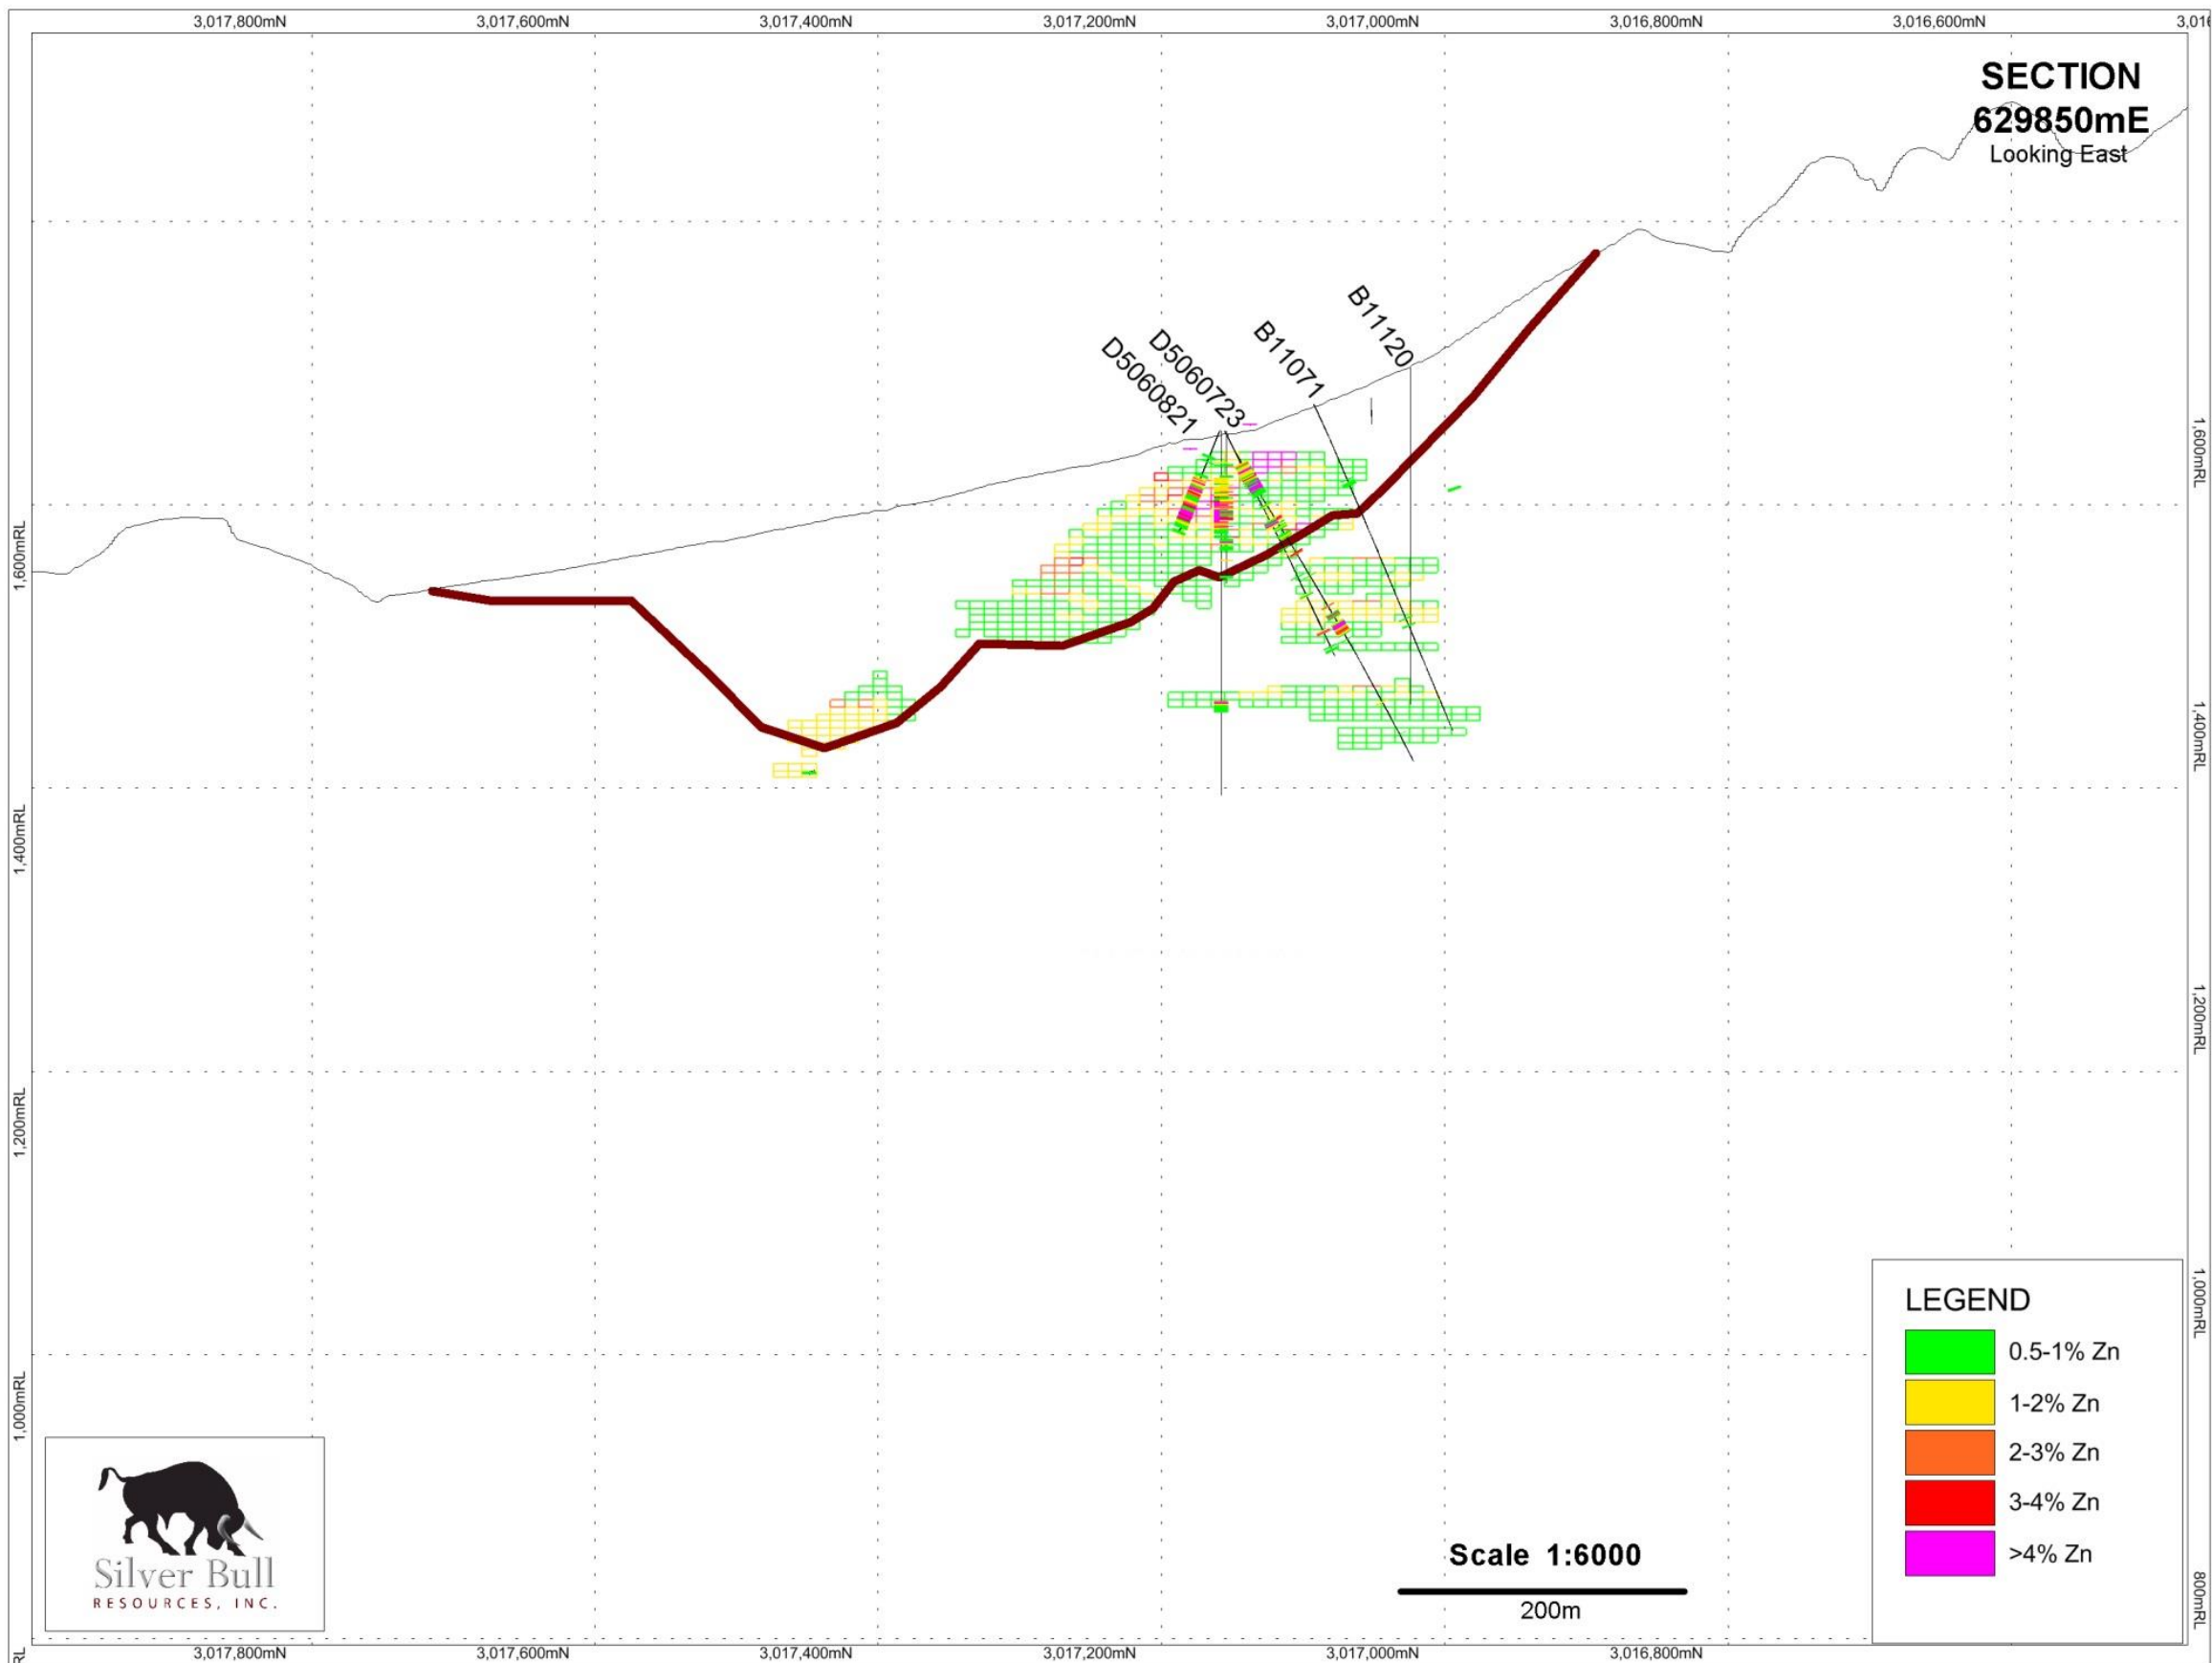 3,017,800mN
3,017,600mN
3,017,400mN
3,017,200mN
3,017,000mN
3,016,800mN
3,016,600mN
3,016
SECTION
629850mE
Looking East
B11120
B11071
D5060723
D5060821
1,600mRL
1,600mRL
1,400mRL
1,400mRL
1,200mRL
1,200mRL
1,000mRL
1,000mRL
800mRL
RL
LEGEND
0.5-1% Zn
1-2% Zn
2-3% Zn
3-4% Zn
>4% Zn
Scale 1:6000
200m
Silver Bull
RESOURCES, INC.
3,017,800mN
3,017,600mN
3,017,400mN
3,017,200mN
3,017,000mN
3,016,800mN